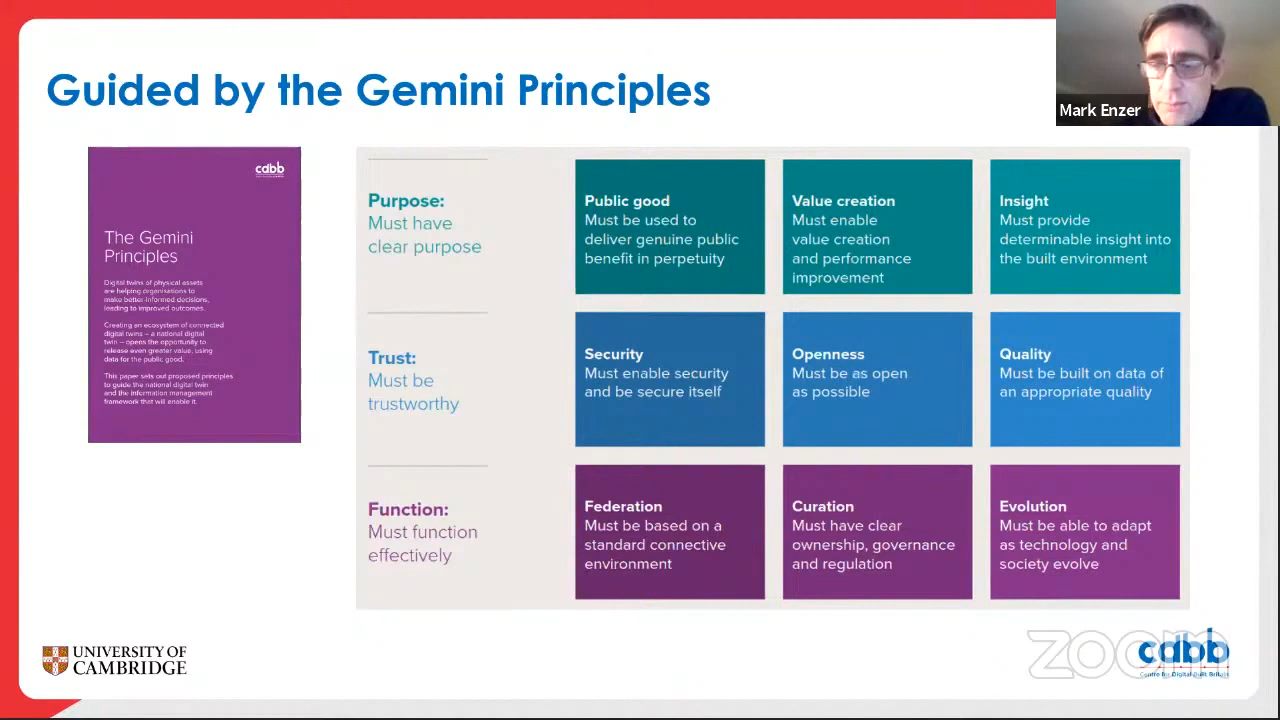 Guided by the Gemini Principles
Mark Enzer
cdbb
The Gemini
Principles
Digital twins of physical assets
are helping organisations to
make better-informed decisions,
leading to improved outcomes.
Creating an ecosystem of connected
digital twins – a national digital
twin – opens the opportunity to
release even greater value, using
data for the public good.
This paper sets out proposed principles
to guide the national digital twin
and the information management
framework that will enable it.
Purpose:
Must have
clear purpose
Public good
Must be used to
deliver genuine public
benefit in perpetuity
Value creation
Must enable
value creation
and performance
improvement
Insight
Must provide
determinable insight into
the built environment
Trust:
Must be
trustworthy
Security
Must enable security
and be secure itself
Openness
Must be as open
as possible
Quality
Must be built on data of
an appropriate quality
Function:
Must function
effectively
Federation
Must be based on a
standard connective
environment
Curation
Must have clear
ownership, governance
and regulation
Evolution
Must be able to adapt
as technology and
society evolve
UNIVERSITY OF
CAMBRIDGE
zoom
cdbb
Centre for Digital Built Britain